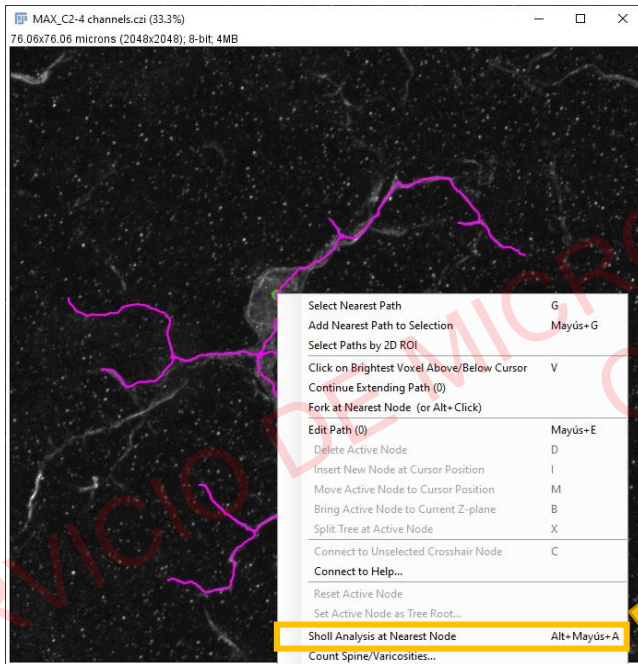 MAX_C2-4 channels.czi (33.3%)
76.06x76.06 microns (2048x2048); 8-bit; 4MB
Select Nearest Path G
Add Nearest Path to Selection Mayús+G
Select Paths by 2D ROI
Click on Brightest Voxel Above/Below Cursor V
Continue Extending Path (0)
Fork at Nearest Node (or Alt+Click)
Edit Path (0) Mayús+E
Delete Active Node D
Insert New Node at Cursor Position I
Move Active Node to Cursor Position M
Bring Active Node to Current Z-plane B
Split Tree at Active Node X
Connect to Unselected Crosshair Node C
Connect to Help...
Reset Active Node
Set Active Node as Tree Root...
Sholl Analysis at Nearest Node Alt+Mayús+A
Count Spine/Varicosities...
RVICIO DE MICRO